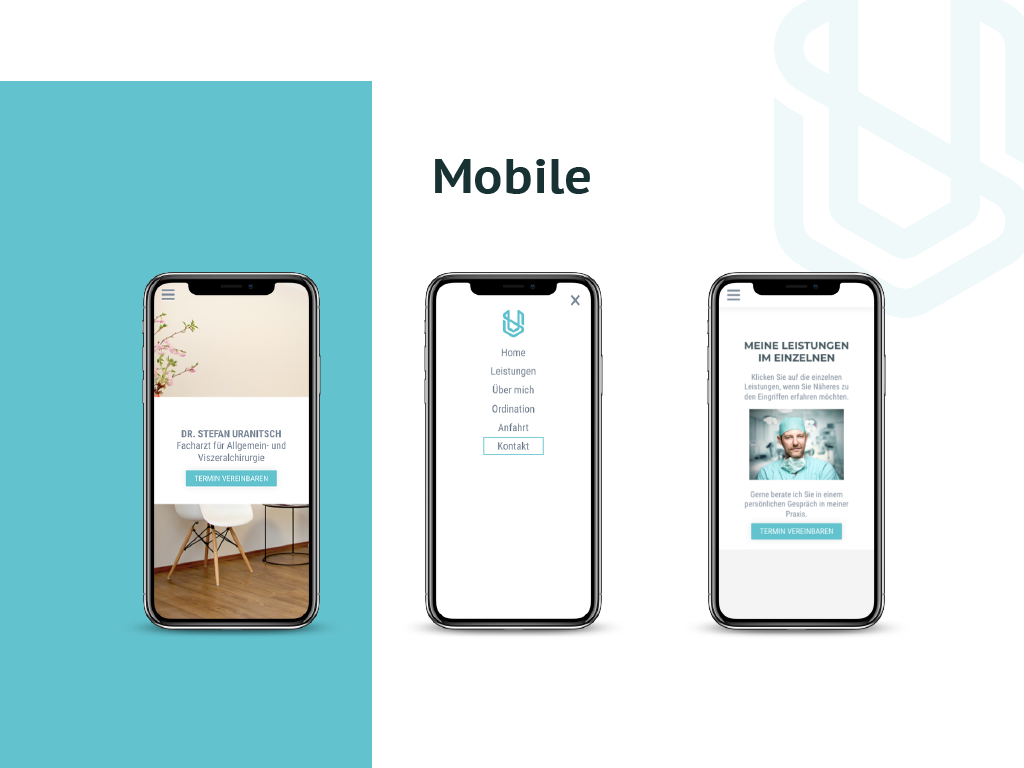 Mobile
DR. STEFAN URANITSCH
Facharzt für Allgemein- und
Viszeralchirurgie
TERMIN VEREINBAREN
X
Home
Leistungen
Über mich
Ordination
Anfahrt
Kontakt
MEINE LEISTUNGEN
IM EINZELNEN
Klicken Sie auf die einzelnen
Leistungen, wenn Sie Näheres zu
den Eingriffen erfahren möchten.
Gerne berate ich Sie in einem
persönlichen Gespräch in meiner
Praxis.
TERMIN VEREINBAREN